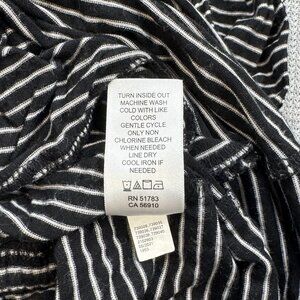 TURN INSIDE OUT
MACHINE WASH
COLD WITH LIKE
COLORS
GENTLE CYCLE
ONLY NON
CHLORINE BLEACH
WHEN NEEDED
LINE DRY
COOL IRON IF
NEEDED
RN 51783
CA 56910